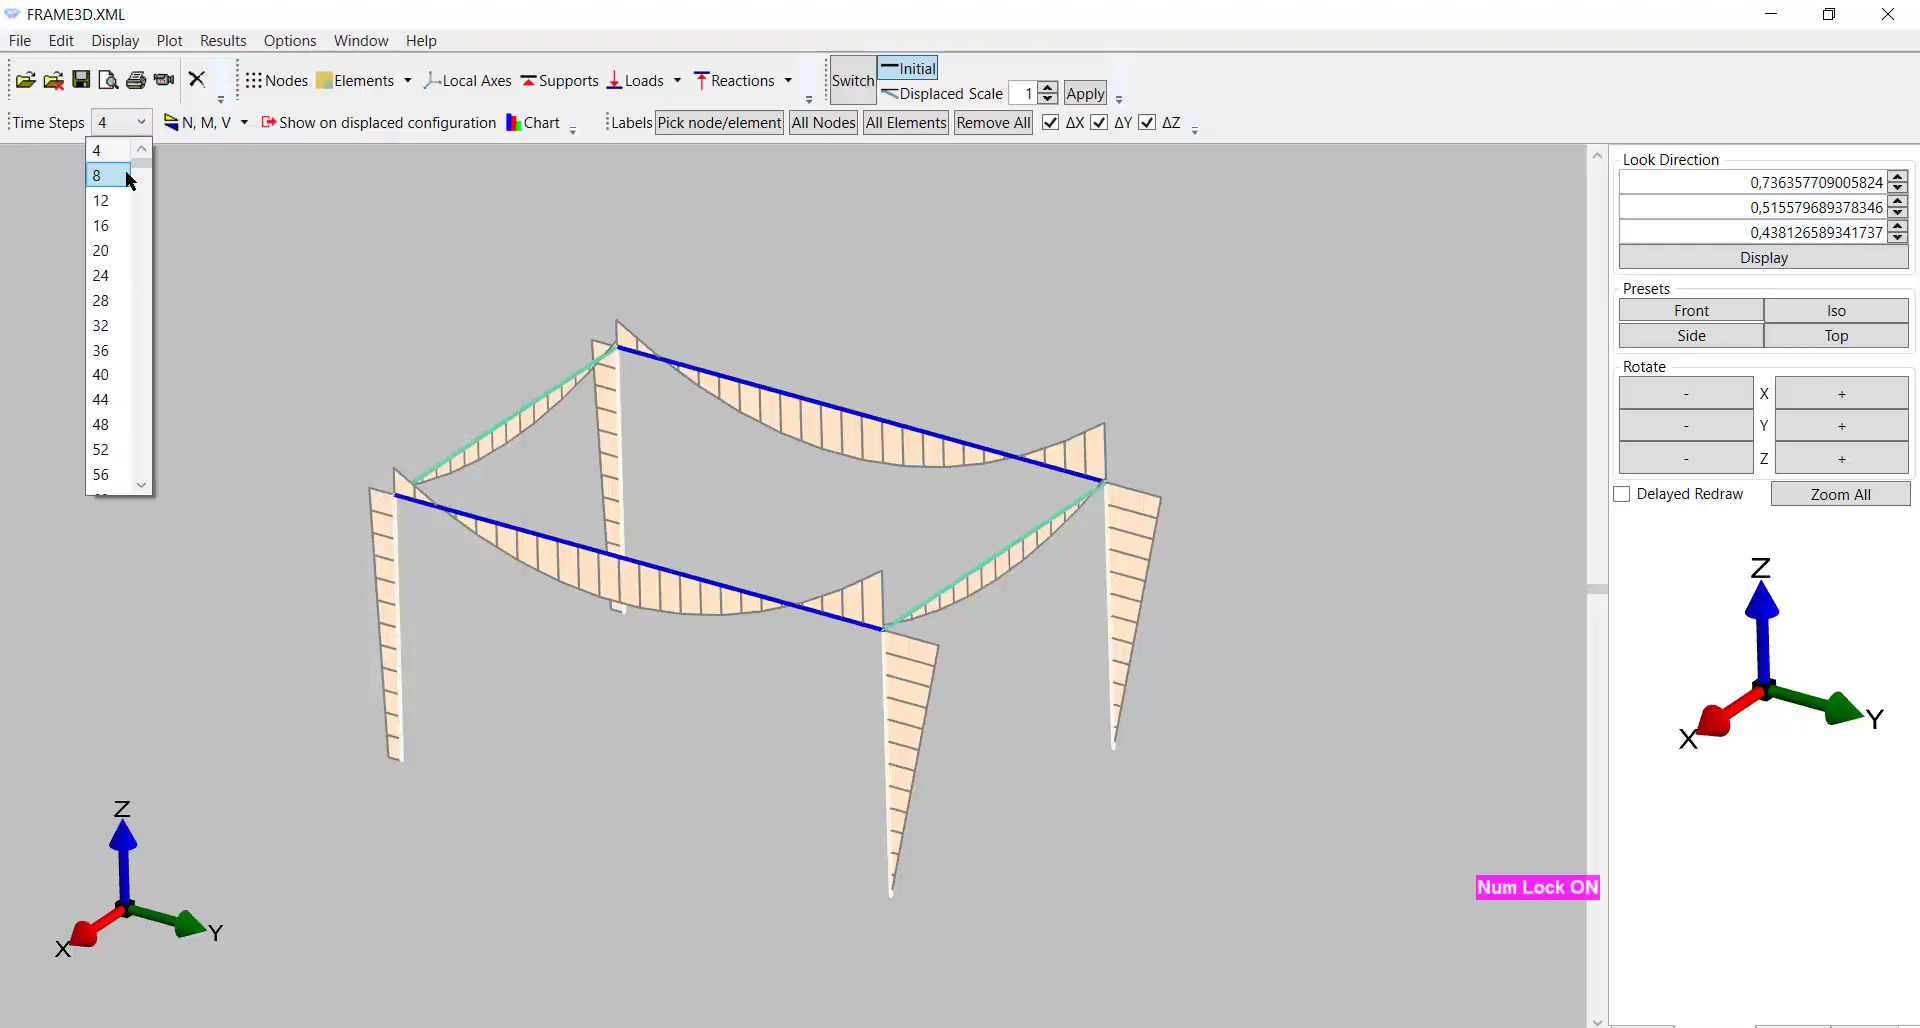 FRAME3D.XML
File Edit Display Plot Results Options Window Help
Nodes Elements Local Axes Supports Loads Reactions Switch Initial
Displaced Scale 1 Apply
Time Steps 4 N, M, V Show on displaced configuration Chart Labels Pick node/element All Nodes All Elements Remove All ΔX ΔY ΔZ
4
8
12
16
20
24
28
32
36
40
44
48
52
56
Look Direction
0,736357709005824
0,515579689378346
0,438126589341737
Display
Presets
Front Iso
Side Top
Rotate
- X +
- Y +
- Z +
Delayed Redraw Zoom All
Z
Y
X
Num Lock ON
Z
Y
X